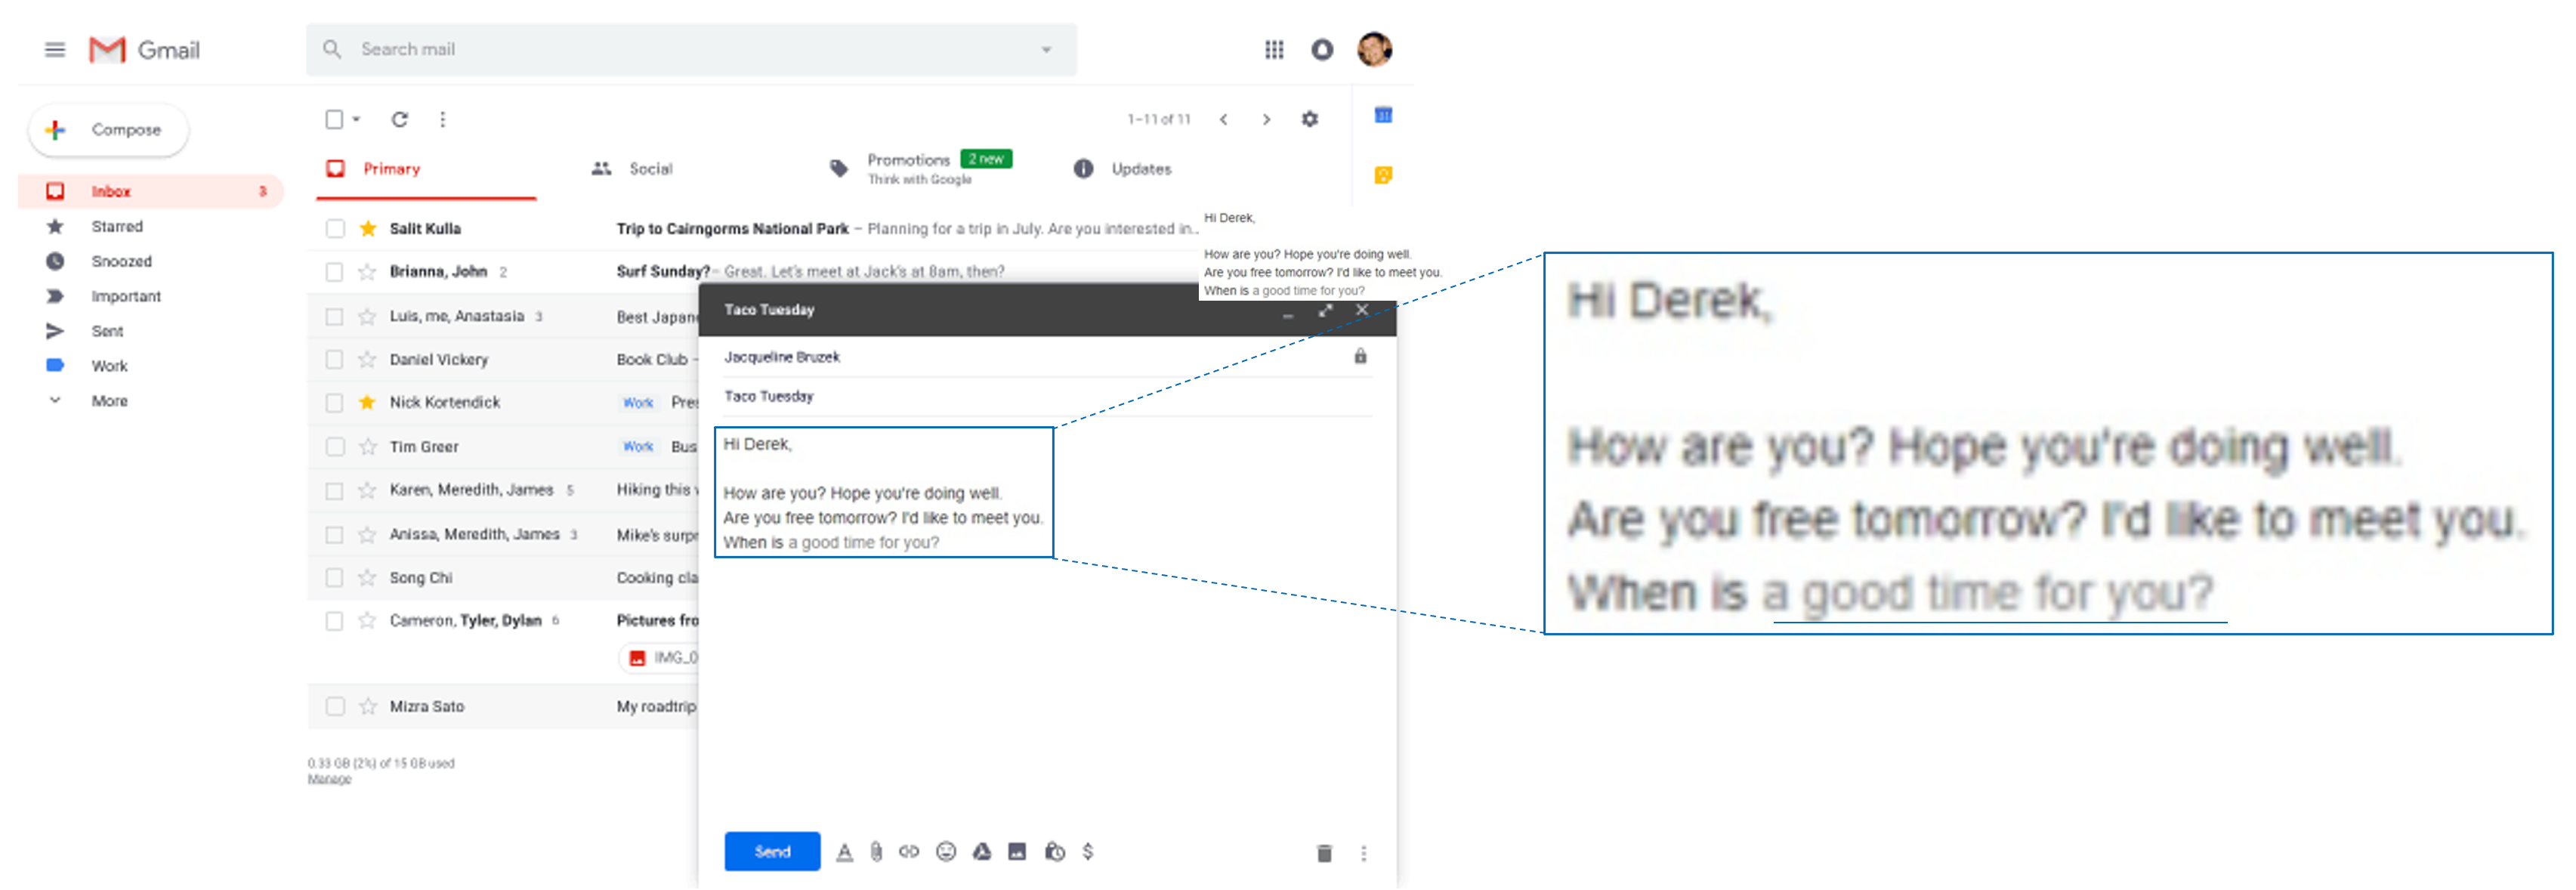 Gmail
Search mail
Compose
1–11 of 11
31
Primary
Social
Promotions 2 new
Think with Google
Updates
Inbox 3
Starred
Snoozed
Important
Sent
Work
More
Salit Kulla Trip to Cairngorms National Park – Planning for a trip in July. Are you interested in..
Brianna, John 2 Surf Sunday?– Great. Let's meet at Jack's at 8am, then?
Luis, me, Anastasia 3 Best Japan
Daniel Vickery Book Club –
Nick Kortendick Work Pres
Tim Greer Work Bus
Karen, Meredith, James 5 Hiking this
Anissa, Meredith, James 3 Mike's surpr
Song Chi Cooking cla
Cameron, Tyler, Dylan 6 Pictures fro
IMG_0
Mizra Sato My roadtrip
0.33 GB (2%) of 15 GB used
Manage
Hi Derek,
How are you? Hope you're doing well.
Are you free tomorrow? I'd like to meet you.
When is a good time for you?
Taco Tuesday
Jacqueline Bruzek
Taco Tuesday
Hi Derek,
How are you? Hope you're doing well.
Are you free tomorrow? I'd like to meet you.
When is a good time for you?
Send
Hi Derek,
How are you? Hope you're doing well.
Are you free tomorrow? I'd like to meet you.
When is a good time for you?